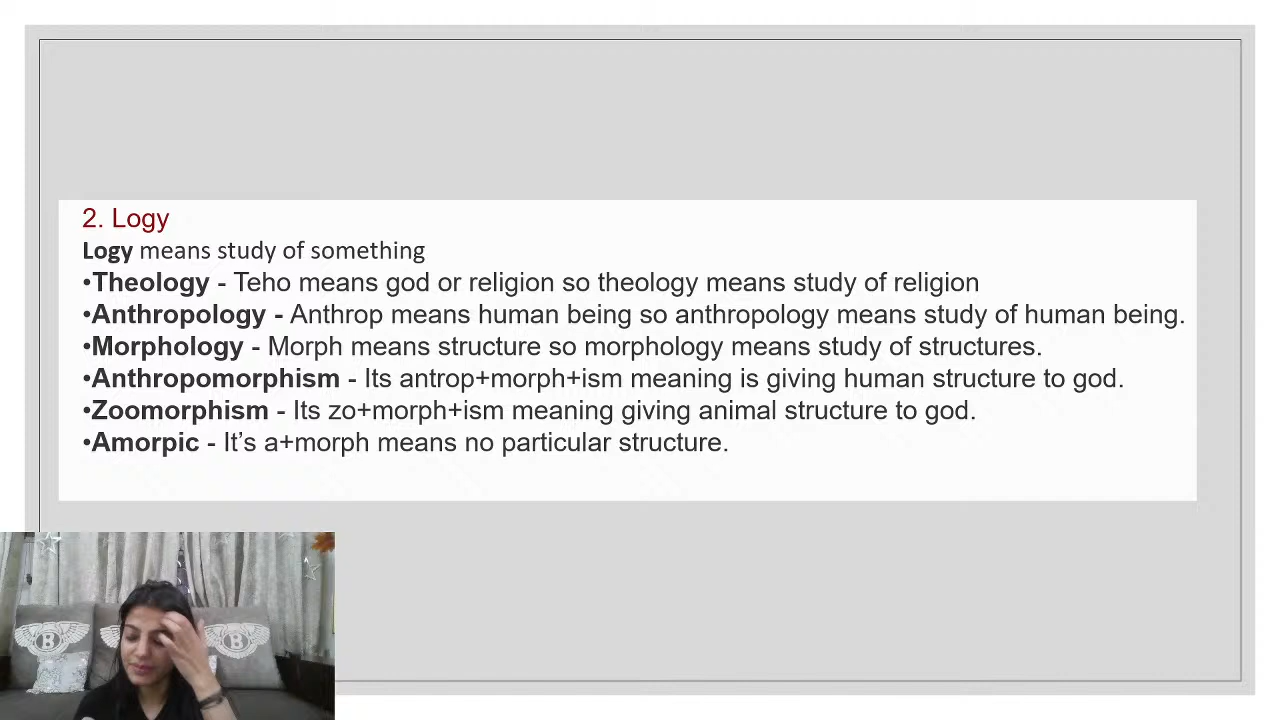 2. Logy
Logy means study of something
•Theology - Teho means god or religion so theology means study of religion
•Anthropology - Anthrop means human being so anthropology means study of human being.
•Morphology - Morph means structure so morphology means study of structures.
•Anthropomorphism - Its antrop+morph+ism meaning is giving human structure to god.
•Zoomorphism - Its zo+morph+ism meaning giving animal structure to god.
•Amorpic - It’s a+morph means no particular structure.
B
B